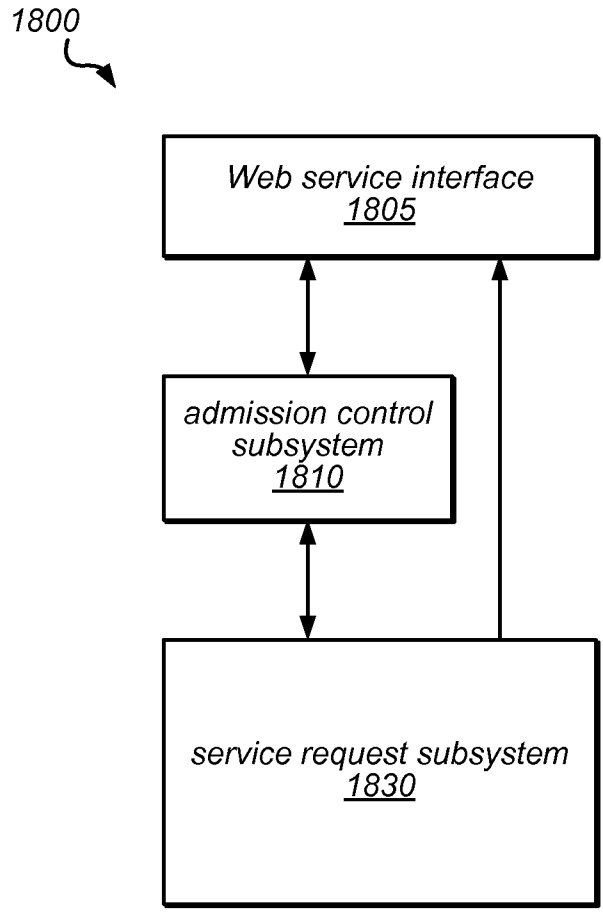 1800
Web service interface
1805
admission control
subsystem
1810
service request subsystem
1830